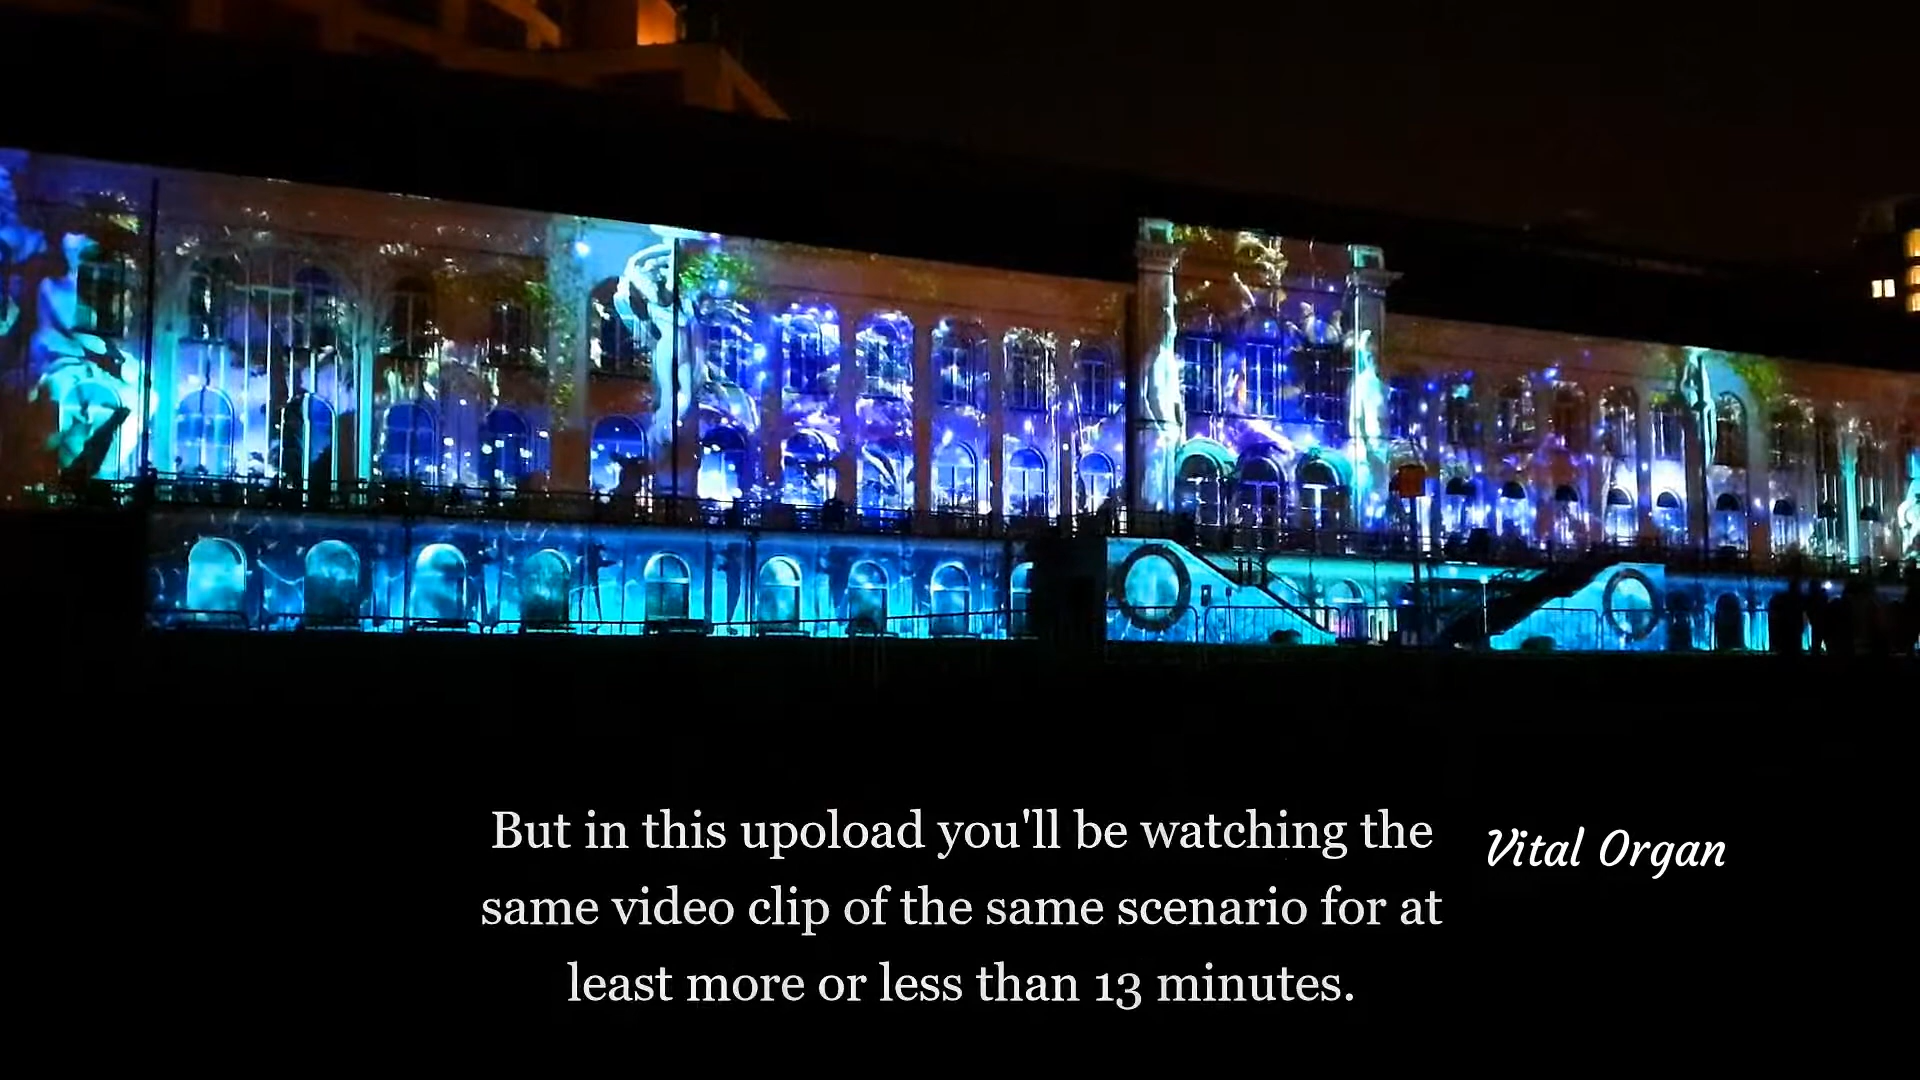 But in this upoload you'll be watching the
same video clip of the same scenario for at
least more or less than 13 minutes.
Vital Organ